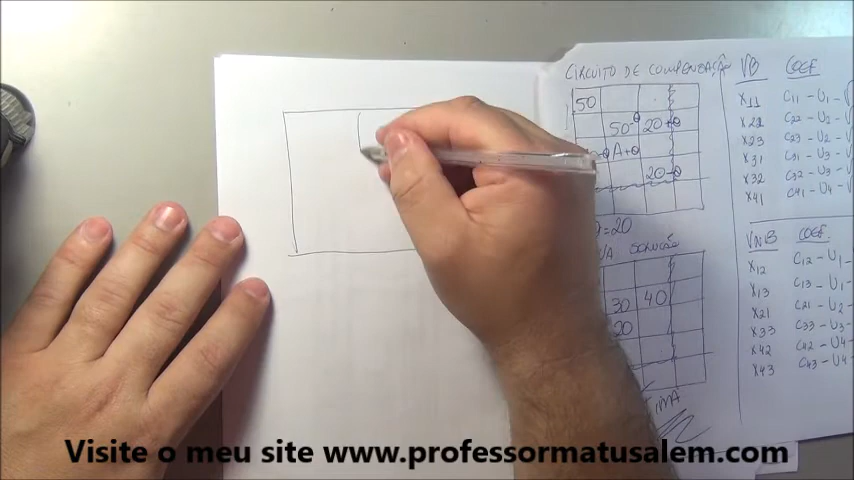 CIRCUITO DE COMPENSAÇÃO
50
50-θ 20+θ
-θ A+θ
20-θ
θ=20
VA SOLUÇÃO
30 40
20
TIMA
VB COEF
X11 C11-U1-V
X22 C22-U2-
X23 C23-U2-
X31 C31-U3-
X32 C32-U3-
X41 C41-U4-V
VNB COEF
X12 C12-U1-
X13 C13-U1-
X21 C21-U2-
X33 C33-U3-
X42 C42-U4-
X43 C43-U4-
Visite o meu site www.professormatusalem.com